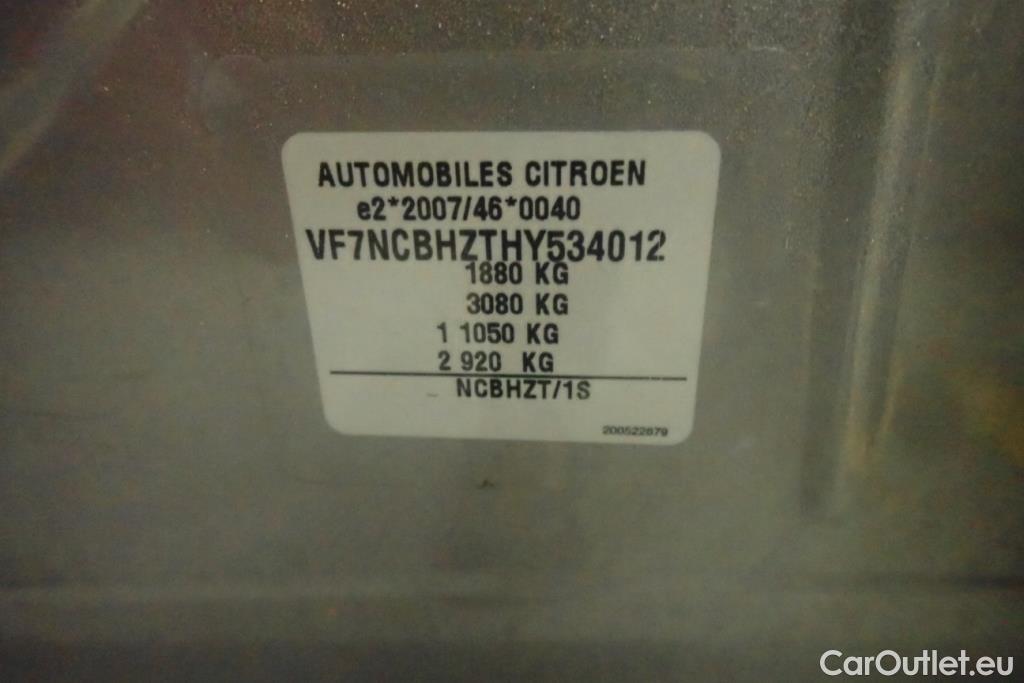 AUTOMOBILES CITROEN
e2*2007/46*0040
VF7NCBHZTHY534012
1880 KG
3080 KG
1 1050 KG
2 920 KG
NCBHZT/1S
200522679
CarOutlet.eu